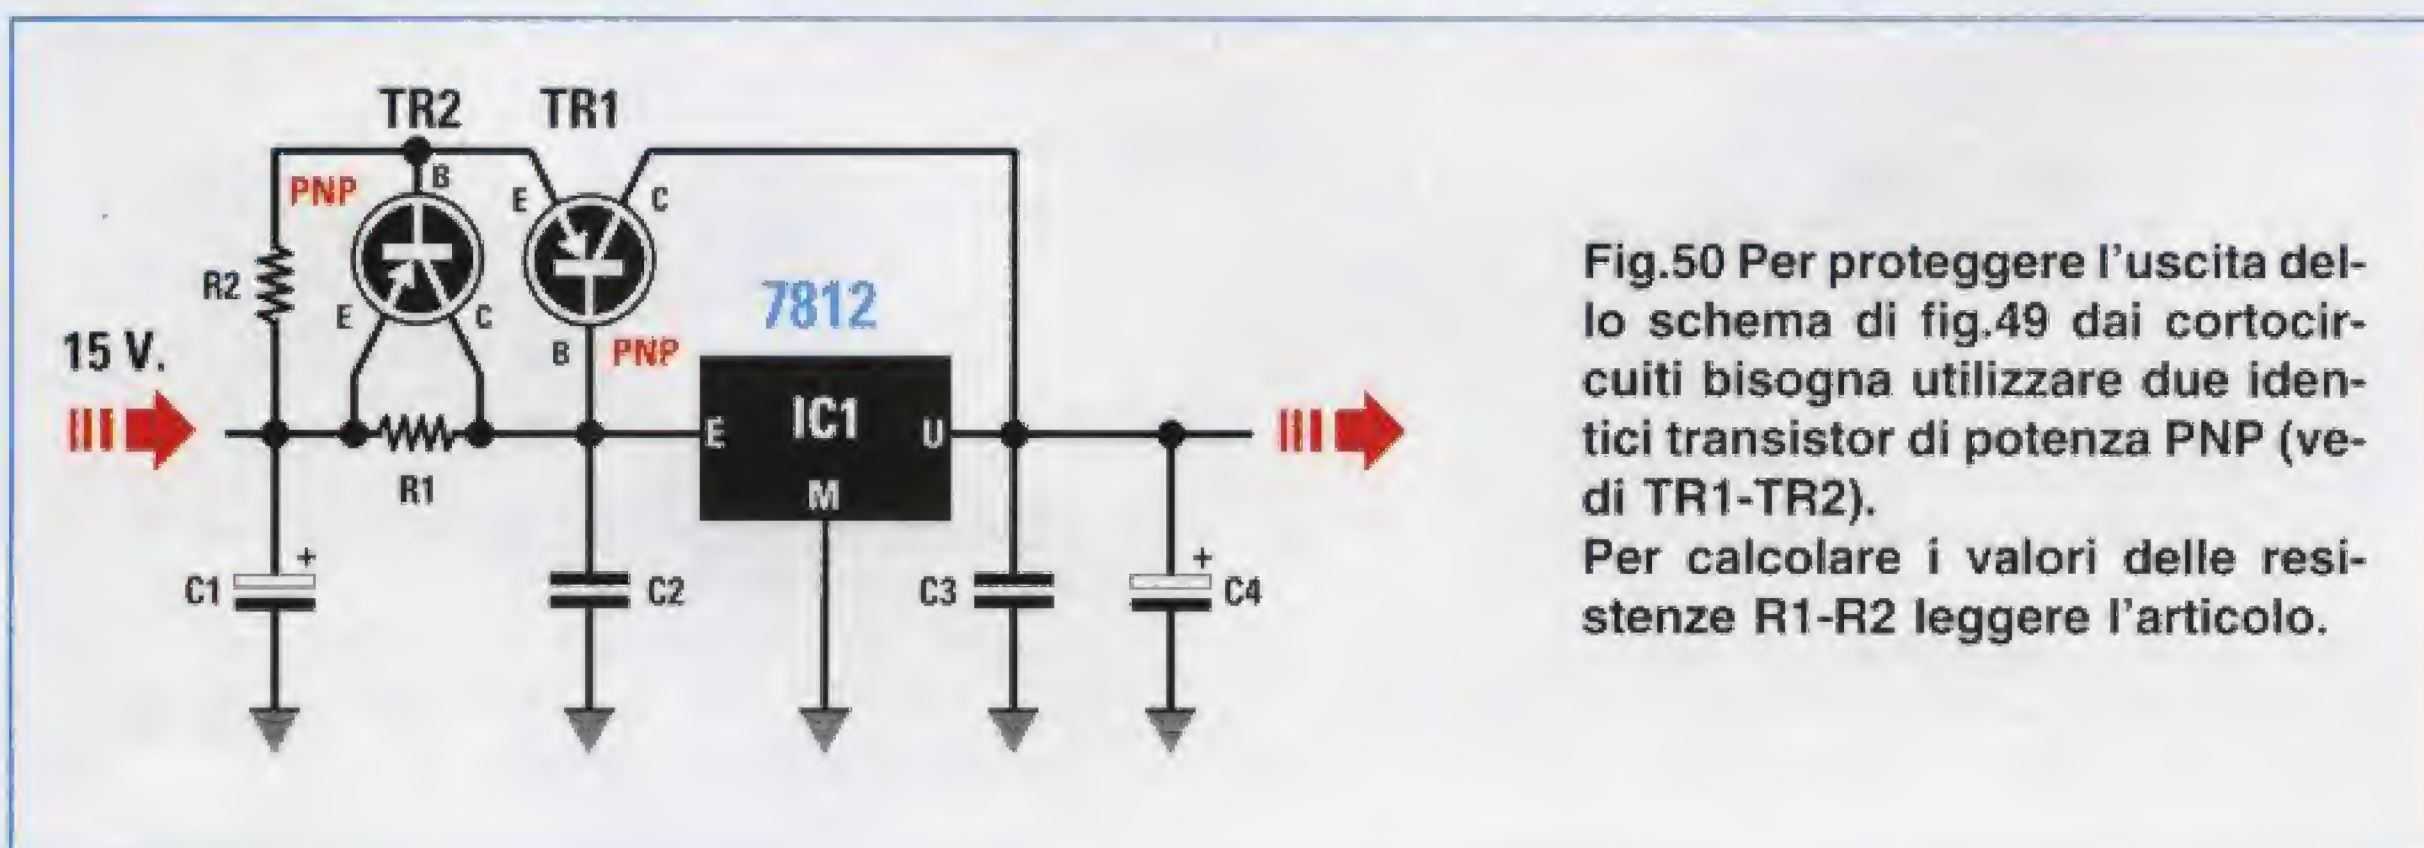 TR2 TR1
PNP
B
E
C
R2
E
C
7812
15 V.
B
PNP
E
IC1
U
R1
M
+
+
C1
C2
C3
C4
Fig.50 Per proteggere l'uscita del-
lo schema di fig.49 dai cortocir-
cuiti bisogna utilizzare due iden-
tici transistor di potenza PNP (ve-
di TR1-TR2).
Per calcolare i valori delle resi-
stenze R1-R2 leggere l'articolo.